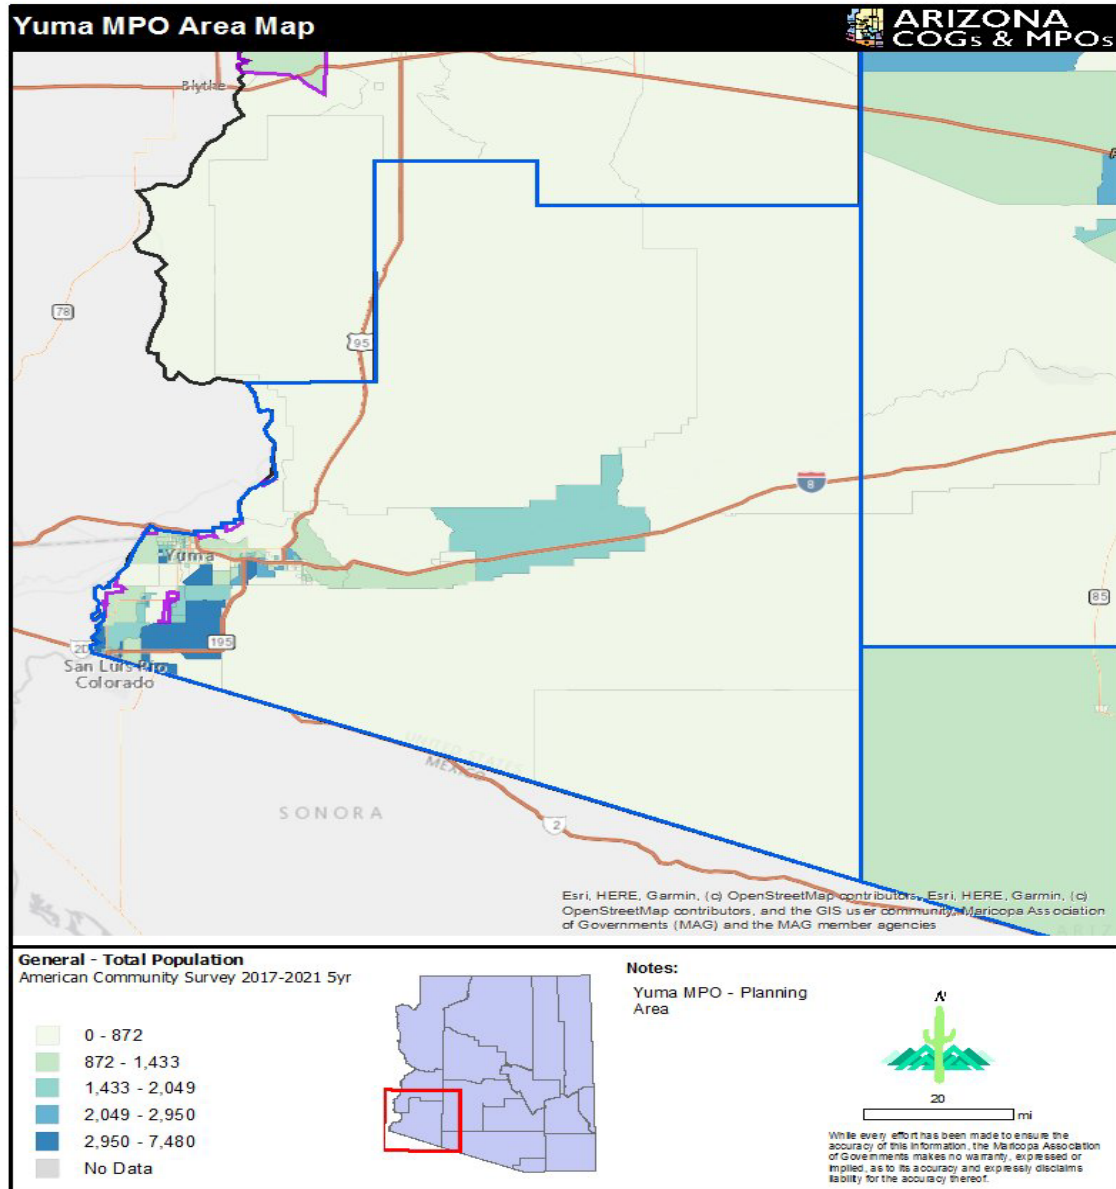 Yuma MPO Area Map
ARIZONA
COGs & MPOs
Blythe
78
95
8
Yuma
85
195
2D
San Luis Río
Colorado
UNITED STATES
MEXICO
SONORA
2
Esri, HERE, Garmin, (c) OpenStreetMap contributors, Esri, HERE, Garmin, (c)
OpenStreetMap contributors, and the GIS user community, Maricopa Association
of Governments (MAG) and the MAG member agencies
General - Total Population
American Community Survey 2017-2021 5yr
0 - 872
872 - 1,433
1,433 - 2,049
2,049 - 2,950
2,950 - 7,480
No Data
Notes:
Yuma MPO - Planning
Area
N
20
mi
While every effort has been made to ensure the
accuracy of this information, the Maricopa Association
of Governments makes no warranty, expressed or
implied, as to its accuracy and expressly disclaims
liability for the accuracy thereof.